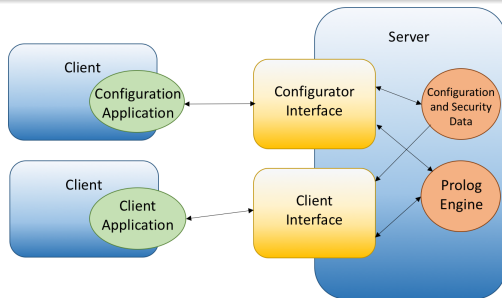 Server
Client
Configuration
Application
Configurator
Interface
Configuration
and Security
Data
Client
Client
Application
Client
Interface
Prolog
Engine